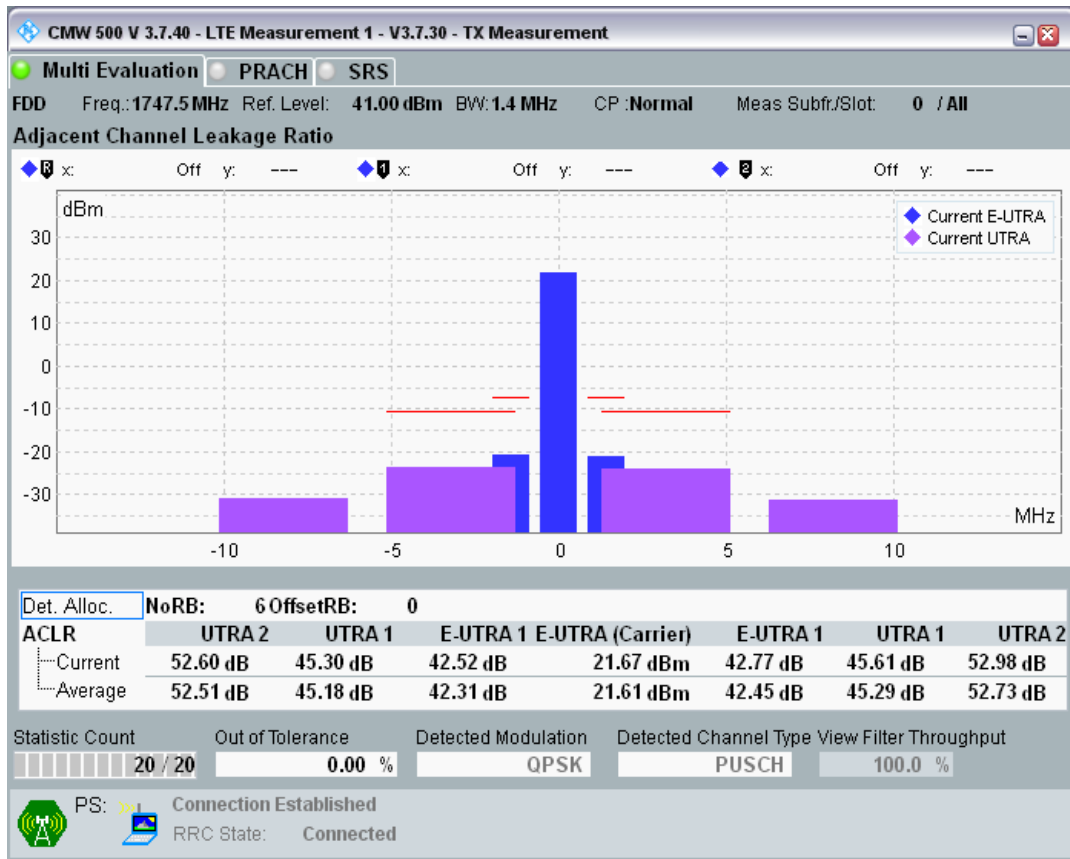 CMW 500 V 3.7.40 - LTE Measurement 1 - V3.7.30 - TX Measurement
Multi Evaluation PRACH SRS
FDD Freq.: 1747.5 MHz Ref. Level: 41.00 dBm BW: 1.4 MHz CP :Normal Meas Subfr./Slot: 0 / All
Adjacent Channel Leakage Ratio
R x: Off y: --- 1 x: Off y: --- 2 x: Off y: ---
dBm
Current E-UTRA
Current UTRA
30
20
10
0
-10
-20
-30
MHz
-10 -5 0 5 10
Det. Alloc. NoRB: 6 OffsetRB: 0
ACLR UTRA 2 UTRA 1 E-UTRA 1 E-UTRA (Carrier) E-UTRA 1 UTRA 1 UTRA 2
Current 52.60 dB 45.30 dB 42.52 dB 21.67 dBm 42.77 dB 45.61 dB 52.98 dB
Average 52.51 dB 45.18 dB 42.31 dB 21.61 dBm 42.45 dB 45.29 dB 52.73 dB
Statistic Count Out of Tolerance Detected Modulation Detected Channel Type View Filter Throughput
20 / 20 0.00 % QPSK PUSCH 100.0 %
PS: Connection Established
RRC State: Connected